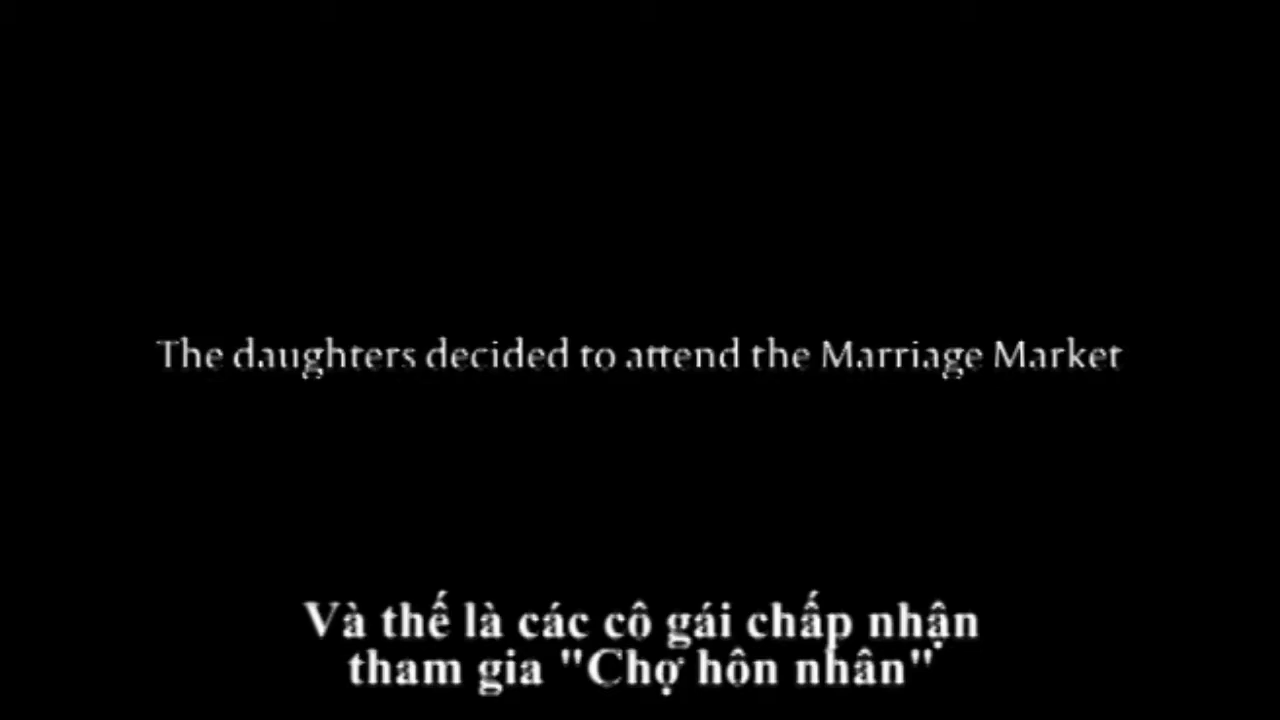 The daughters decided to attend the Marriage Market
Và thế là các cô gái chấp nhận
tham gia "Chợ hôn nhân"